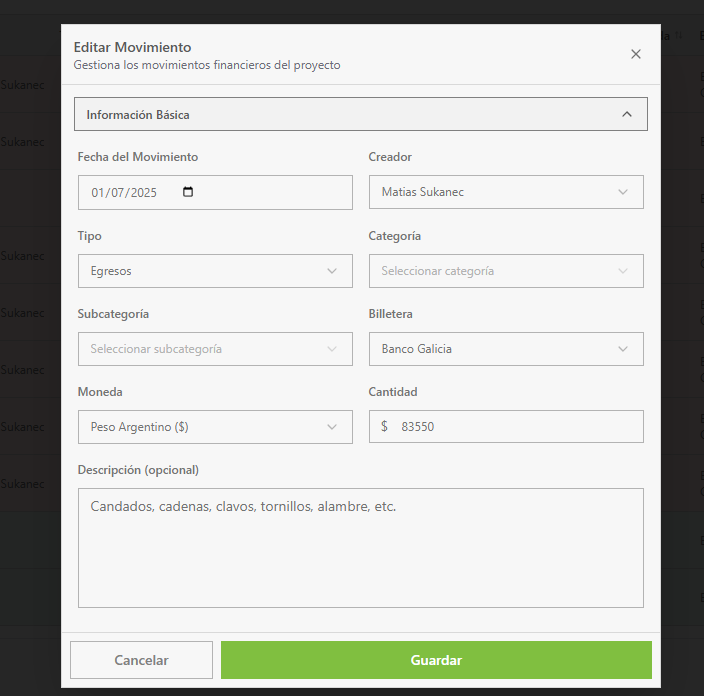 Editar Movimiento
Gestiona los movimientos financieros del proyecto
Información Básica
Fecha del Movimiento
Creador
01/07/2025
Matias Sukanec
Tipo
Categoría
Egresos
Seleccionar categoría
Subcategoría
Billetera
Seleccionar subcategoría
Banco Galicia
Moneda
Cantidad
Peso Argentino ($)
$ 83550
Descripción (opcional)
Candados, cadenas, clavos, tornillos, alambre, etc.
Cancelar
Guardar
Sukanec
Sukanec
Sukanec
Sukanec
Sukanec
Sukanec
Sukanec